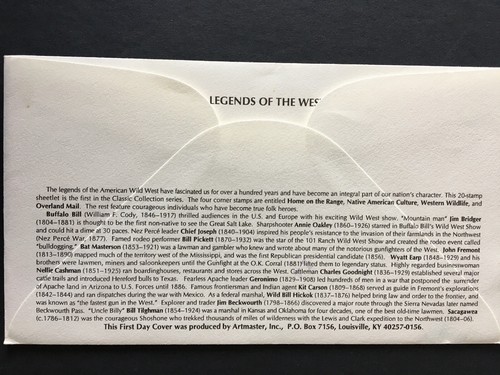 LEGENDS OF THE WES
The legends of the American Wild West have fascinated us for over a hundred years and have become an integral part of our nation's character. This 20-stamp
sheetlet is the first in the Classic Collection series. The four corner stamps are entitled Home on the Range, Native American Culture, Western Wildlife, and
Overland Mail. The rest feature courageous individuals who have become true folk heroes.
Buffalo Bill (William F. Cody, 1846–1917) thrilled audiences in the U.S. and Europe with his exciting Wild West show. "Mountain man" Jim Bridger
(1804–1881) is thought to be the first non-native to see the Great Salt Lake. Sharpshooter Annie Oakley (1860–1926) starred in Buffalo Bill's Wild West Show
and could hit a dime at 30 paces. Nez Percé leader Chief Joseph (1840–1904) inspired his people's resistance to the invasion of their farmlands in the Northwest
(Nez Percé War, 1877). Famed rodeo performer Bill Pickett (1870–1932) was the star of the 101 Ranch Wild West Show and created the rodeo event called
"bulldogging." Bat Masterson (1853–1921) was a lawman and gambler who knew and wrote about many of the notorious gunfighters of the West. John Fremont
(1813–1890) mapped much of the territory west of the Mississippi, and was the first Republican presidential candidate (1856). Wyatt Earp (1848–1929) and his
brothers were lawmen, miners and saloonkeepers until the Gunfight at the O.K. Corral (1881) lifted them to legendary status. Highly regarded businesswoman
Nellie Cashman (1851–1925) ran boardinghouses, restaurants and stores across the West. Cattleman Charles Goodnight (1836–1929) established several major
cattle trails and introduced Hereford bulls to Texas. Fearless Apache leader Geronimo (1829–1908) led hundreds of men in a war that postponed the surrender
of Apache land in Arizona to U.S. Forces until 1886. Famous frontiersman and Indian agent Kit Carson (1809–1868) served as guide in Fremont's explorations
(1842–1844) and ran dispatches during the war with Mexico. As a federal marshal, Wild Bill Hickok (1837–1876) helped bring law and order to the frontier, and
was known as "the fastest gun in the West." Explorer and trader Jim Beckwourth (1798–1866) discovered a major route through the Sierra Nevadas later named
Beckwourth Pass. "Uncle Billy" Bill Tilghman (1854–1924) was a marshal in Kansas and Oklahoma for four decades, one of the best old-time lawmen. Sacagawea
(c.1786–1812) was the courageous Shoshone who trekked thousands of miles of wilderness with the Lewis and Clark expedition to the Northwest (1804–06).
This First Day Cover was produced by Artmaster, Inc., P.O. Box 7156, Louisville, KY 40257-0156.